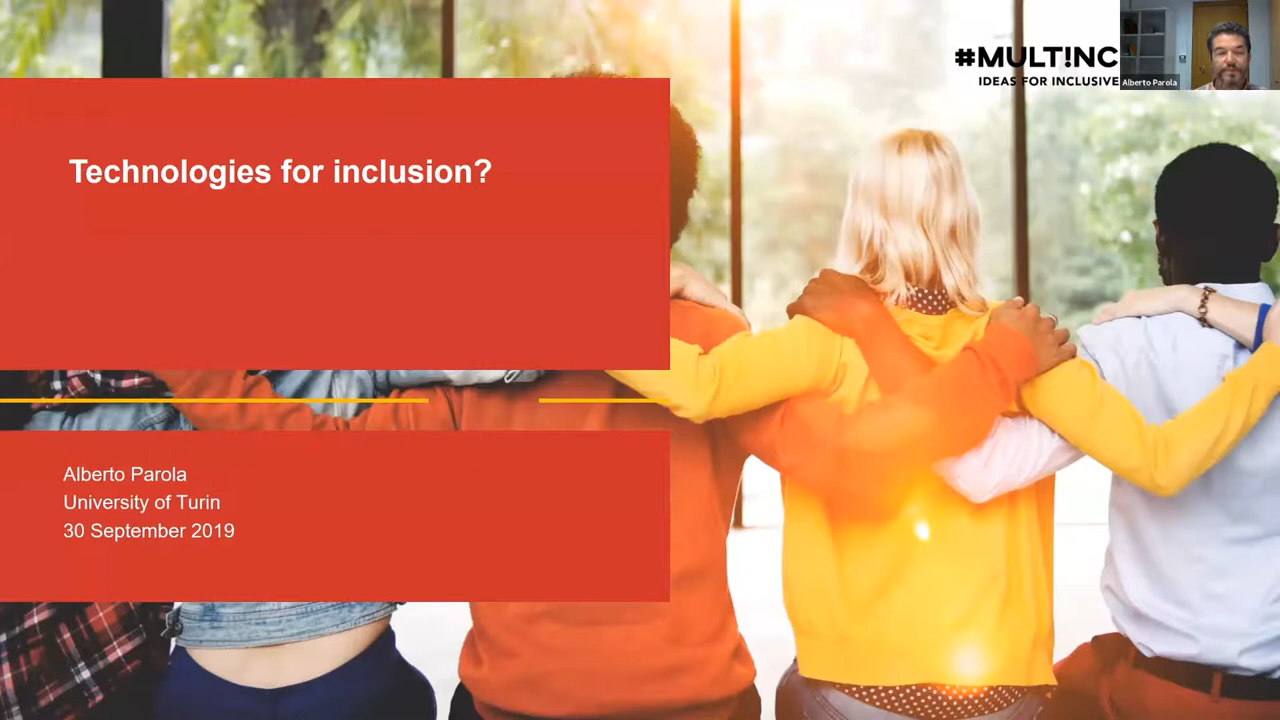 #MULT!NC
IDEAS FOR INCLUSIVE
Alberto Parola
Technologies for inclusion?
Alberto Parola
University of Turin
30 September 2019